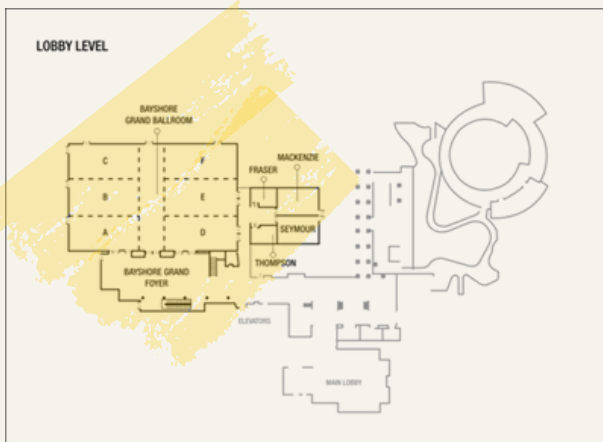 LOBBY LEVEL
BAYSHORE
GRAND BALLROOM
C
F
FRASER
MACKENZIE
B
E
A
D
SEYMOUR
THOMPSON
BAYSHORE GRAND
FOYER
ELEVATORS
MAIN LOBBY